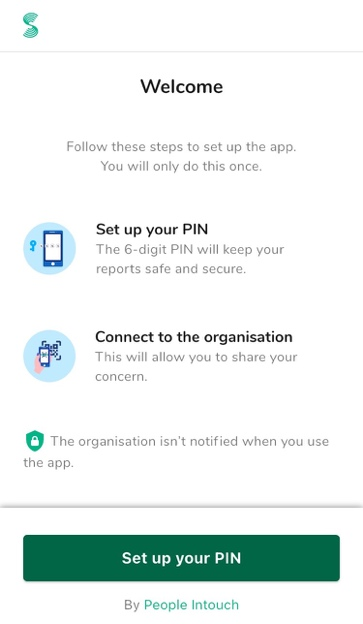 Welcome
Follow these steps to set up the app.
You will only do this once.
Set up your PIN
The 6-digit PIN will keep your
reports safe and secure.
Connect to the organisation
This will allow you to share your
concern.
The organisation isn't notified when you use
the app.
Set up your PIN
By People Intouch